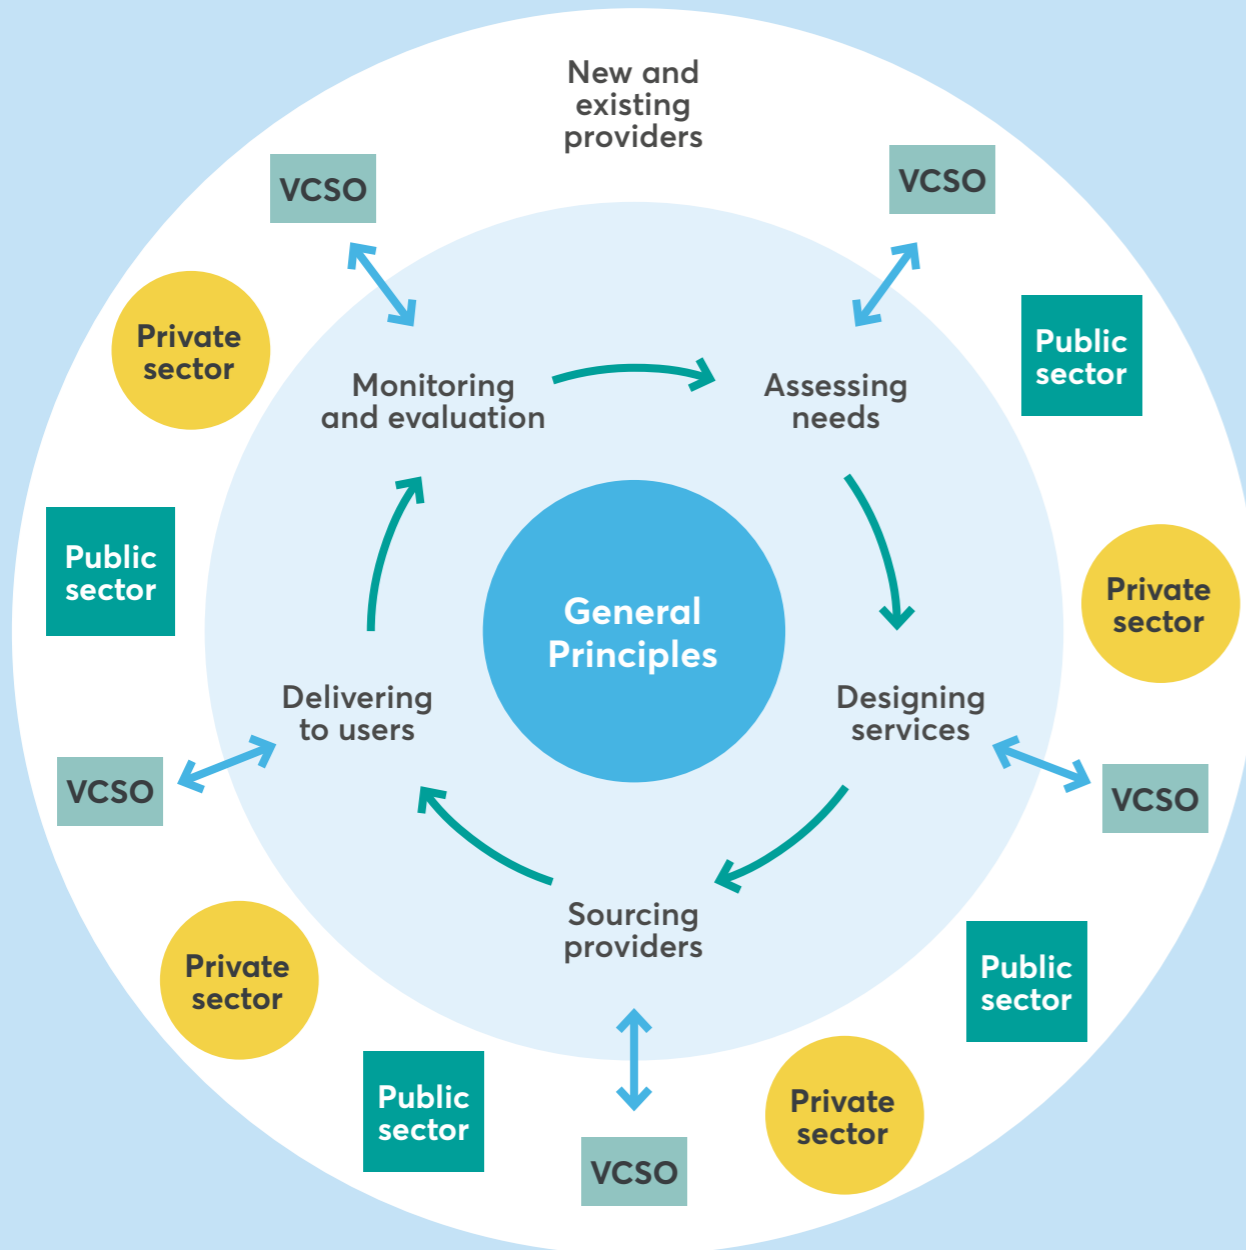 New and
existing
providers
VCSO
VCSO
Private
sector
Public
sector
Monitoring
and evaluation
Assessing
needs
Public
sector
Private
sector
General
Principles
Delivering
to users
Designing
services
VCSO
VCSO
Sourcing
providers
Private
sector
Public
sector
Public
sector
Private
sector
VCSO